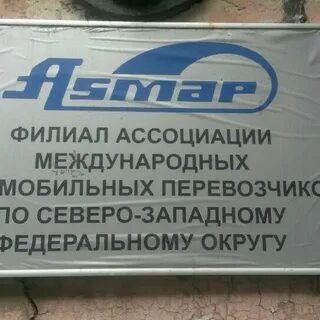 Asmap
ФИЛИАЛ АССОЦИАЦИИ
МЕЖДУНАРОДНЫХ
МОБИЛЬНЫХ ПЕРЕВОЗЧИКО
ПО СЕВЕРО-ЗАПАДНОМУ
ФЕДЕРАЛЬНОМУ ОКРУГУ